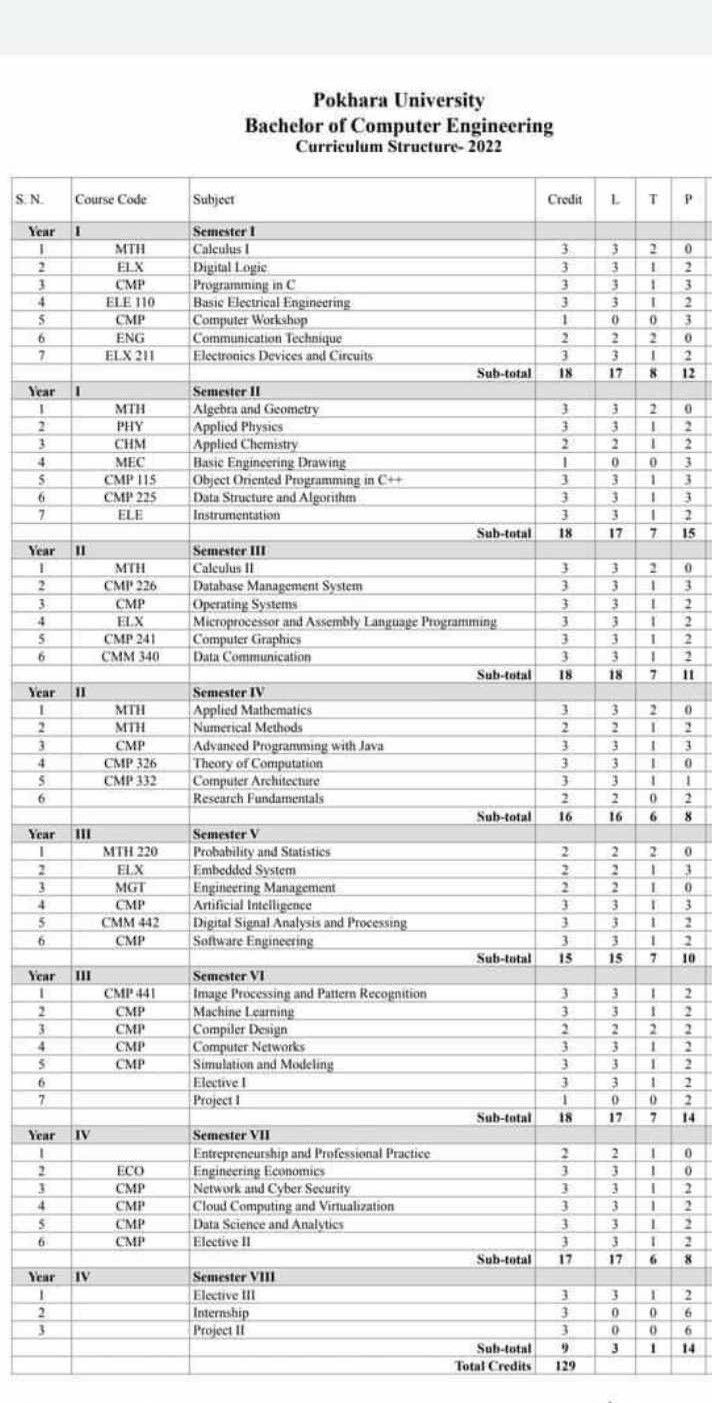 Pokhara University
Bachelor of Computer Engineering
Curriculum Structure- 2022
S. N. Course Code Subject Credit L T P
Year I Semester I
1 MTH Calculus I 3 3 2 0
2 ELX Digital Logic 3 3 1 2
3 CMP Programming in C 3 3 1 3
4 ELE 110 Basic Electrical Engineering 3 3 1 2
5 CMP Computer Workshop 1 0 0 3
6 ENG Communication Technique 2 2 2 0
7 ELX 211 Electronics Devices and Circuits 3 3 1 2
Sub-total 18 17 8 12
Year I Semester II
1 MTH Algebra and Geometry 3 3 2 0
2 PHY Applied Physics 3 3 1 2
3 CHM Applied Chemistry 2 2 1 2
4 MEC Basic Engineering Drawing 1 0 0 3
5 CMP 115 Object Oriented Programming in C++ 3 3 1 3
6 CMP 225 Data Structure and Algorithm 3 3 1 3
7 ELE Instrumentation 3 3 1 2
Sub-total 18 17 7 15
Year II Semester III
1 MTH Calculus II 3 3 2 0
2 CMP 226 Database Management System 3 3 1 3
3 CMP Operating Systems 3 3 1 2
4 ELX Microprocessor and Assembly Language Programming 3 3 1 2
5 CMP 241 Computer Graphics 3 3 1 2
6 CMM 340 Data Communication 3 3 1 2
Sub-total 18 18 7 11
Year II Semester IV
1 MTH Applied Mathematics 3 3 2 0
2 MTH Numerical Methods 2 2 1 2
3 CMP Advanced Programming with Java 3 3 1 3
4 CMP 326 Theory of Computation 3 3 1 0
5 CMP 332 Computer Architecture 3 3 1 1
6 Research Fundamentals 2 2 0 2
Sub-total 16 16 6 8
Year III Semester V
1 MTH 220 Probability and Statistics 2 2 2 0
2 ELX Embedded System 2 2 1 3
3 MGT Engineering Management 2 2 1 0
4 CMP Artificial Intelligence 3 3 1 3
5 CMM 442 Digital Signal Analysis and Processing 3 3 1 2
6 CMP Software Engineering 3 3 1 2
Sub-total 15 15 7 10
Year III Semester VI
1 CMP 441 Image Processing and Pattern Recognition 3 3 1 2
2 CMP Machine Learning 3 3 1 2
3 CMP Compiler Design 2 2 2 2
4 CMP Computer Networks 3 3 1 2
5 CMP Simulation and Modeling 3 3 1 2
6 Elective I 3 3 1 2
7 Project I 1 0 0 2
Sub-total 18 17 7 14
Year IV Semester VII
1 Entrepreneurship and Professional Practice 2 2 1 0
2 ECO Engineering Economics 3 3 1 0
3 CMP Network and Cyber Security 3 3 1 2
4 CMP Cloud Computing and Virtualization 3 3 1 2
5 CMP Data Science and Analytics 3 3 1 2
6 CMP Elective II 3 3 1 2
Sub-total 17 17 6 8
Year IV Semester VIII
1 Elective III 3 3 1 2
2 Internship 3 0 0 6
3 Project II 3 0 0 6
Sub-total 9 3 1 14
Total Credits 129